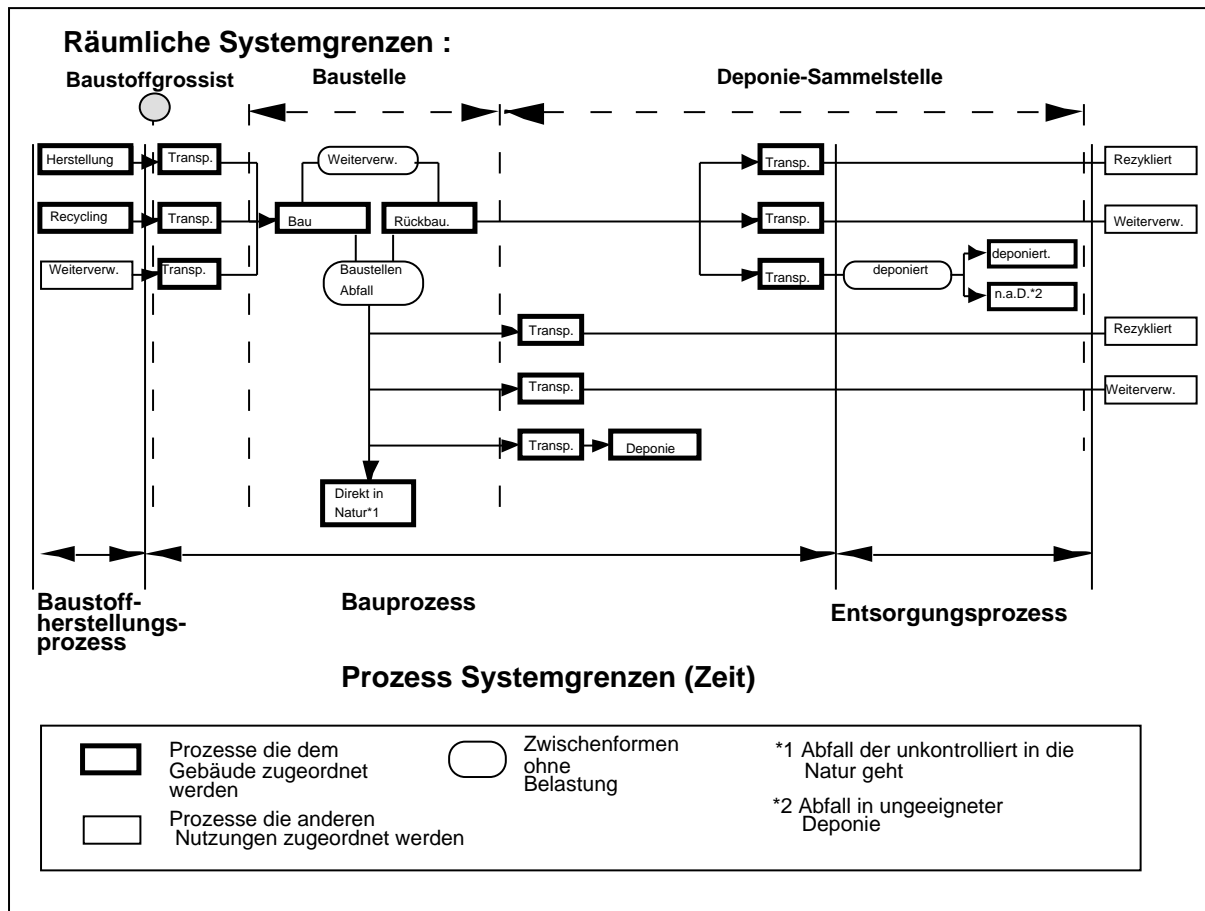 Räumliche Systemgrenzen :
Baustoffgrossist
Baustelle
Deponie-Sammelstelle
Herstellung
Transp.
Weiterverw.
Transp.
Rezykliert
Recycling
Transp.
Bau
Rückbau.
Transp.
Weiterverw.
Weiterverw.
Transp.
Baustellen
Abfall
Transp.
deponiert
deponiert.
n.a.D.*2
Transp.
Rezykliert
Transp.
Weiterverw.
Transp.
Deponie
Direkt in
Natur*1
Baustoff-
herstellungs-
prozess
Bauprozess
Entsorgungsprozess
Prozess Systemgrenzen (Zeit)
Prozesse die dem
Gebäude zugeordnet
werden
Zwischenformen
ohne
Belastung
*1 Abfall der unkontrolliert in die
Natur geht
Prozesse die anderen
Nutzungen zugeordnet werden
*2 Abfall in ungeeigneter
Deponie